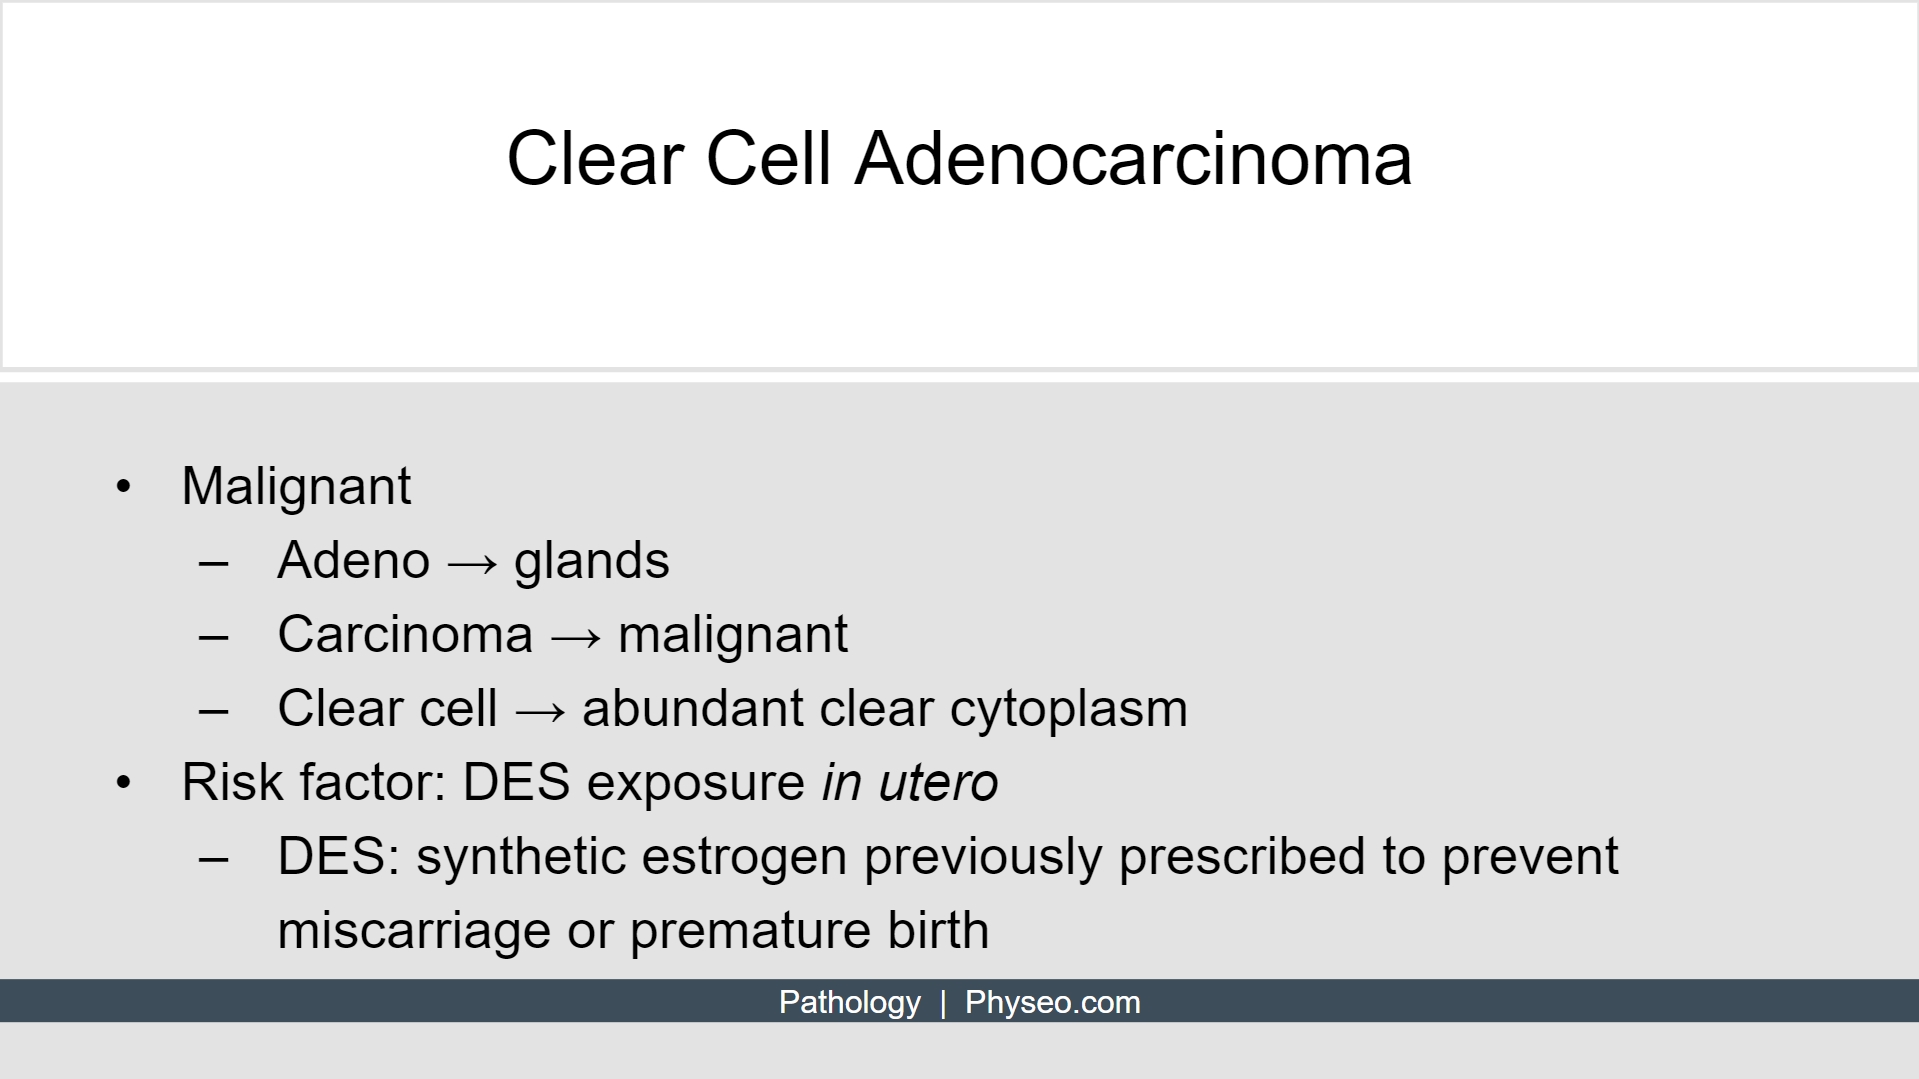 Clear Cell Adenocarcinoma
• Malignant
– Adeno → glands
– Carcinoma → malignant
– Clear cell → abundant clear cytoplasm
• Risk factor: DES exposure in utero
– DES: synthetic estrogen previously prescribed to prevent
miscarriage or premature birth
Pathology | Physeo.com